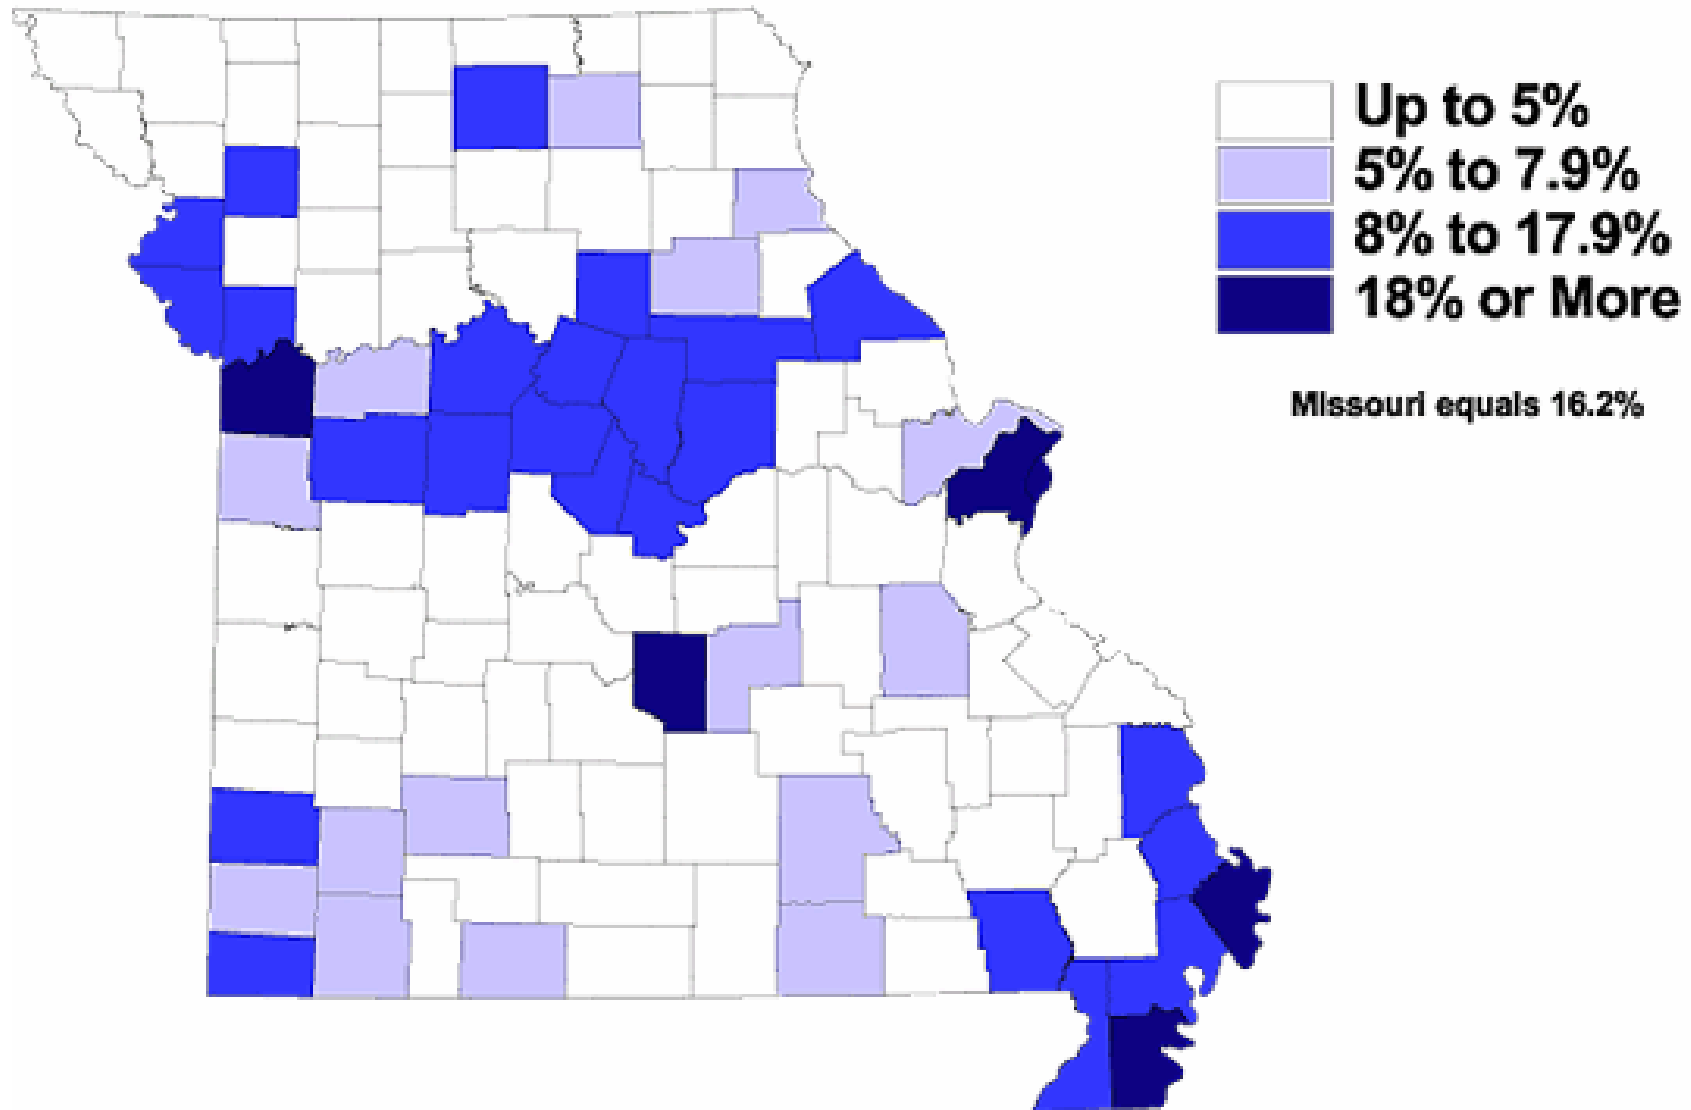 Up to 5%
5% to 7.9%
8% to 17.9%
18% or More
Missouri equals 16.2%